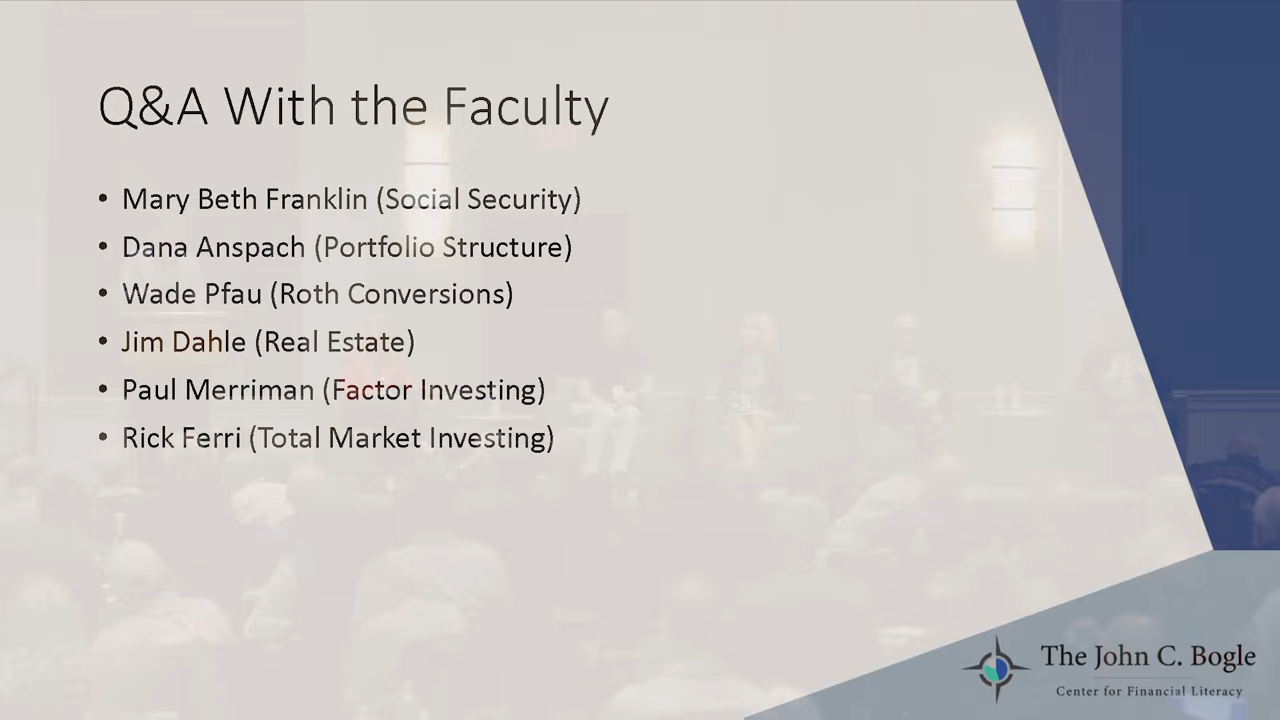 Q&A With the Faculty
• Mary Beth Franklin (Social Security)
• Dana Anspach (Portfolio Structure)
• Wade Pfau (Roth Conversions)
• Jim Dahle (Real Estate)
• Paul Merriman (Factor Investing)
• Rick Ferri (Total Market Investing)
The John C. Bogle
Center for Financial Literacy